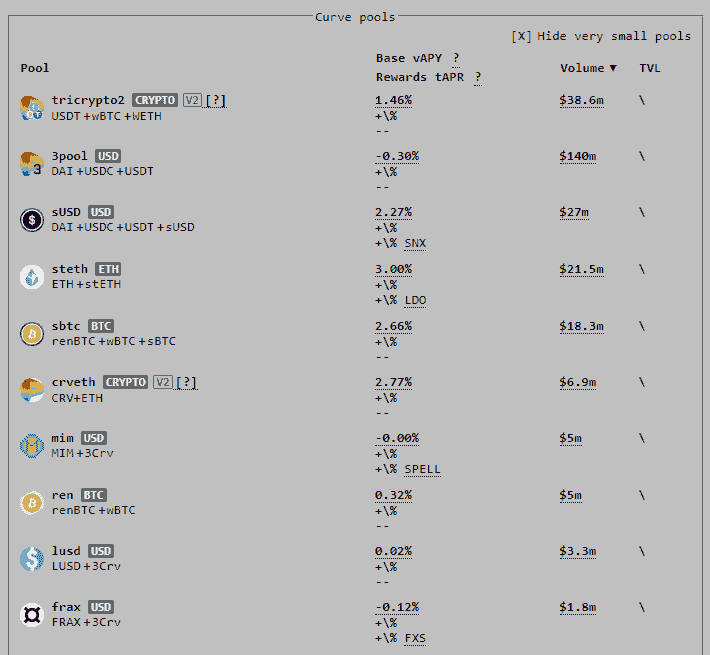 Curve pools
[X] Hide very small pools
Pool
Base vAPY ?
Rewards tAPR ?
Volume ▼
TVL
tricrypto2 CRYPTO V2 [?]
USDT+wBTC+WETH
1.46%
+\%
--
$38.6m
\
3pool USD
DAI+USDC+USDT
-0.30%
+\%
--
$140m
\
sUSD USD
DAI+USDC+USDT+sUSD
2.27%
+\%
+\% SNX
$27m
\
steth ETH
ETH+stETH
3.00%
+\%
+\% LDO
$21.5m
\
sbtc BTC
renBTC+wBTC+sBTC
2.66%
+\%
--
$18.3m
\
crveth CRYPTO V2 [?]
CRV+ETH
2.77%
+\%
--
$6.9m
\
mim USD
MIM+3Crv
-0.00%
+\%
+\% SPELL
$5m
\
ren BTC
renBTC+wBTC
0.32%
+\%
--
$5m
\
lusd USD
LUSD+3Crv
0.02%
+\%
--
$3.3m
\
frax USD
FRAX+3Crv
-0.12%
+\%
+\% FXS
$1.8m
\